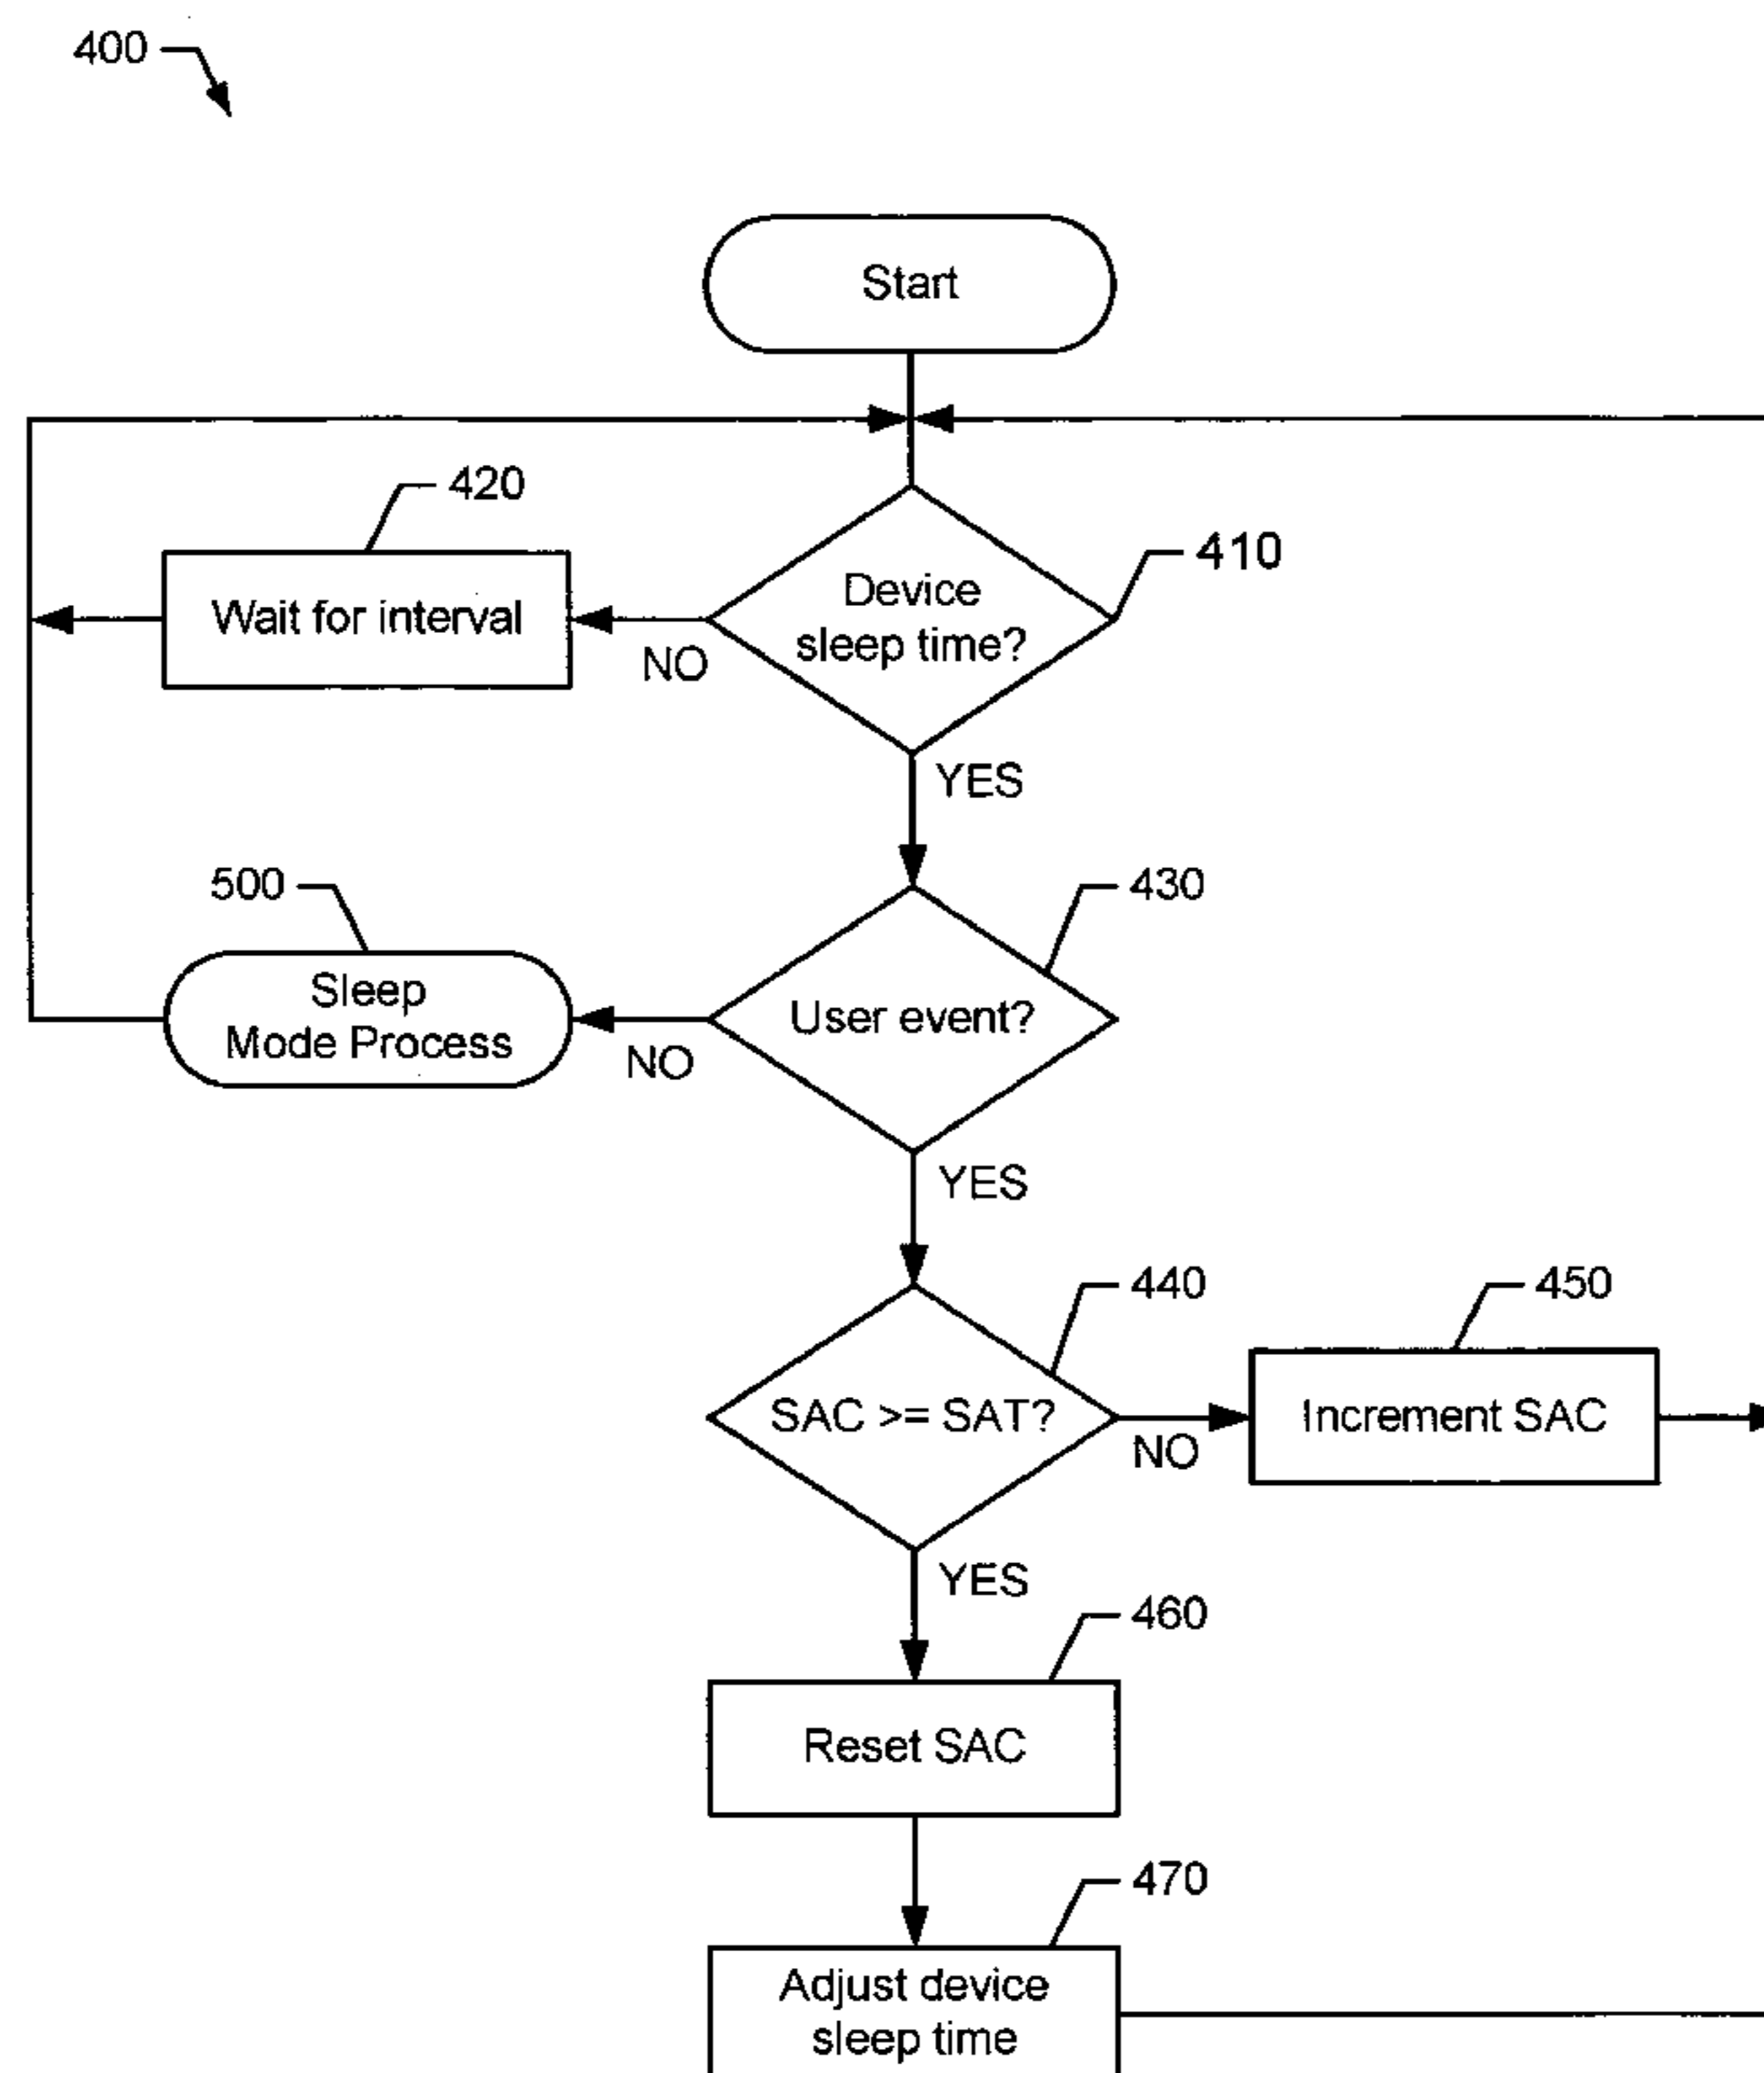 400
Start
420
410
Wait for interval
Device
sleep time?
NO
YES
500
430
Sleep
Mode Process
User event?
NO
YES
440
450
SAC >= SAT?
Increment SAC
NO
YES
460
Reset SAC
470
Adjust device
sleep time